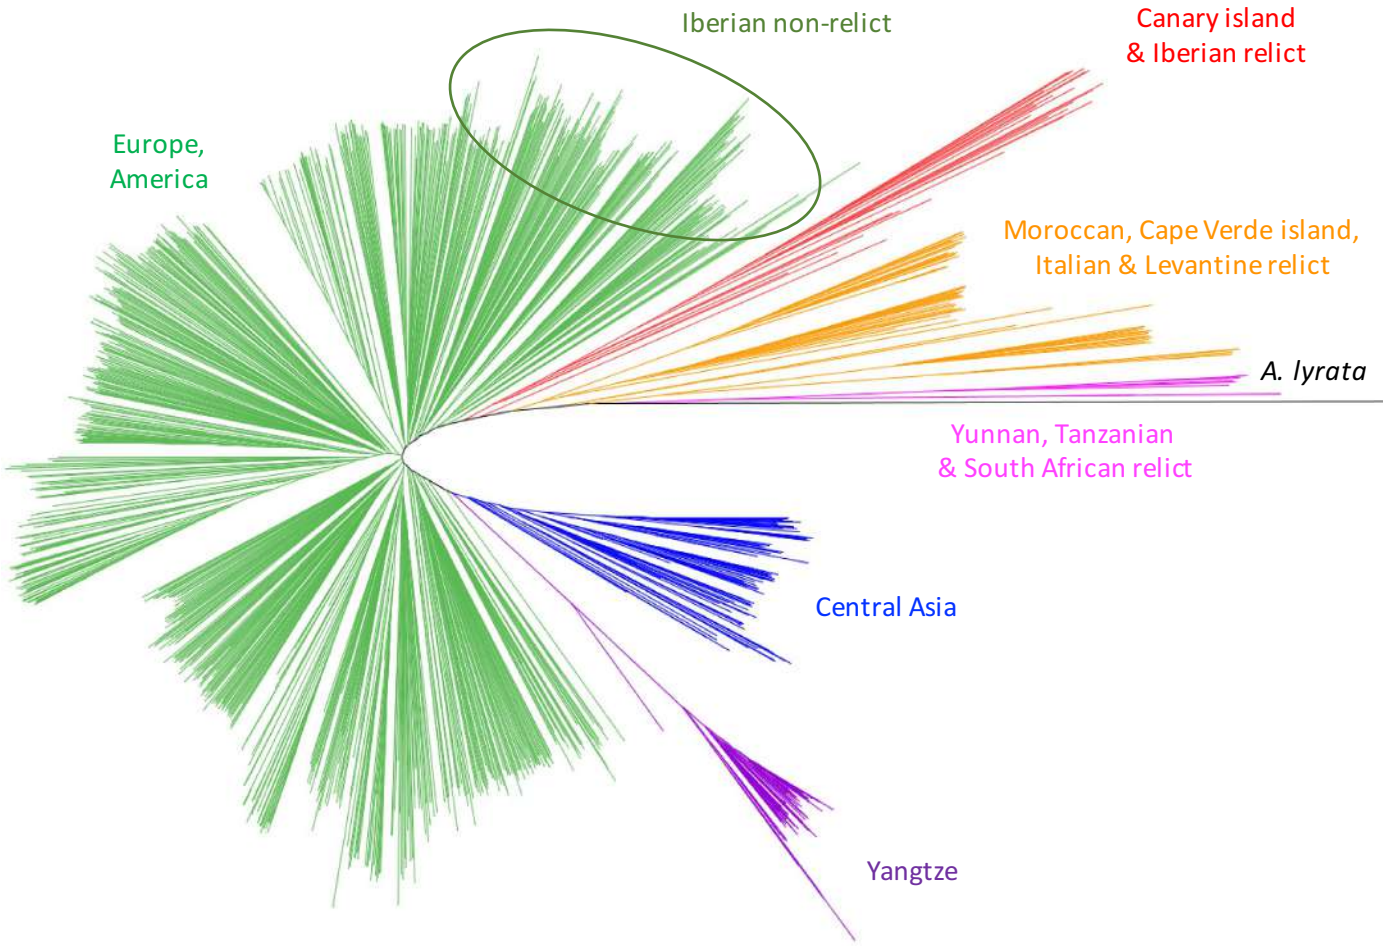 Iberian non-relict
Canary island
& Iberian relict
Europe,
America
Moroccan, Cape Verde island,
Italian & Levantine relict
A. lyrata
Yunnan, Tanzanian
& South African relict
Central Asia
Yangtze